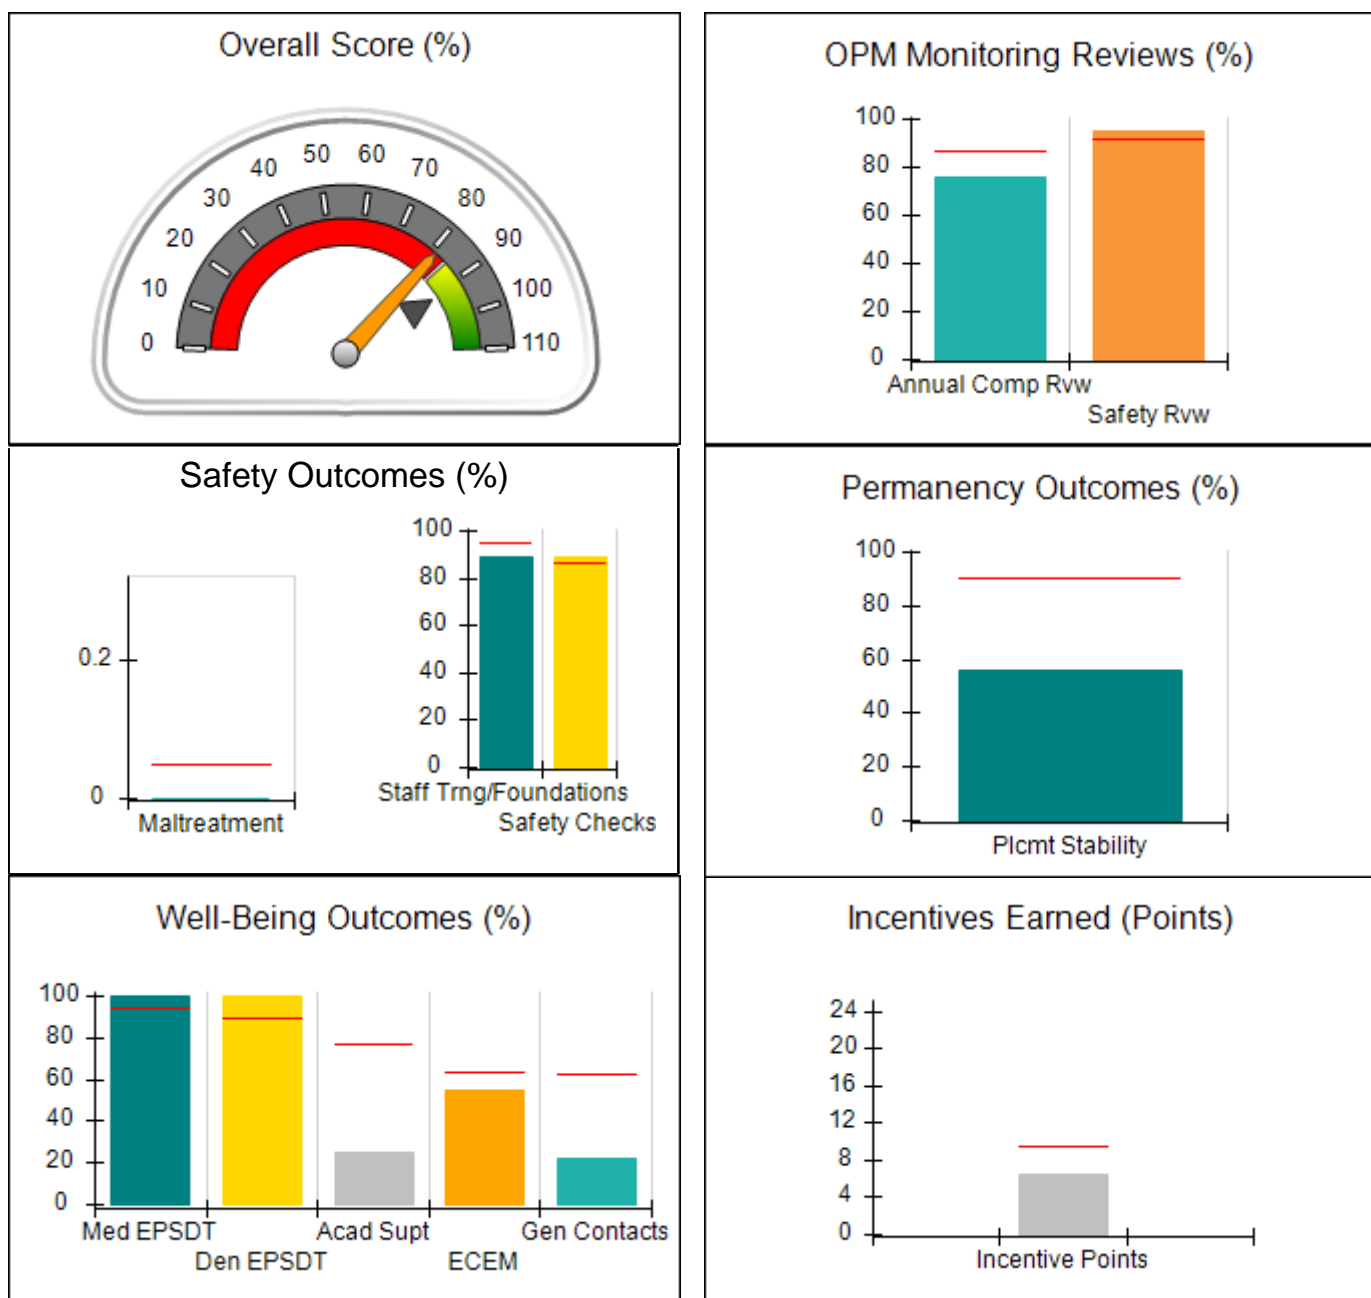 Overall Score (%)
0
10
20
30
40
50
60
70
80
90
100
110
OPM Monitoring Reviews (%)
100
80
60
40
20
0
Annual Comp Rvw
Safety Rvw
Safety Outcomes (%)
0.2
0
Maltreatment
100
80
60
40
20
0
Staff Trng/Foundations
Safety Checks
Permanency Outcomes (%)
100
80
60
40
20
0
Plcmt Stability
Well-Being Outcomes (%)
100
80
60
40
20
0
Med EPSDT
Den EPSDT
Acad Supt
ECEM
Gen Contacts
Incentives Earned (Points)
24
20
16
12
8
4
0
Incentive Points